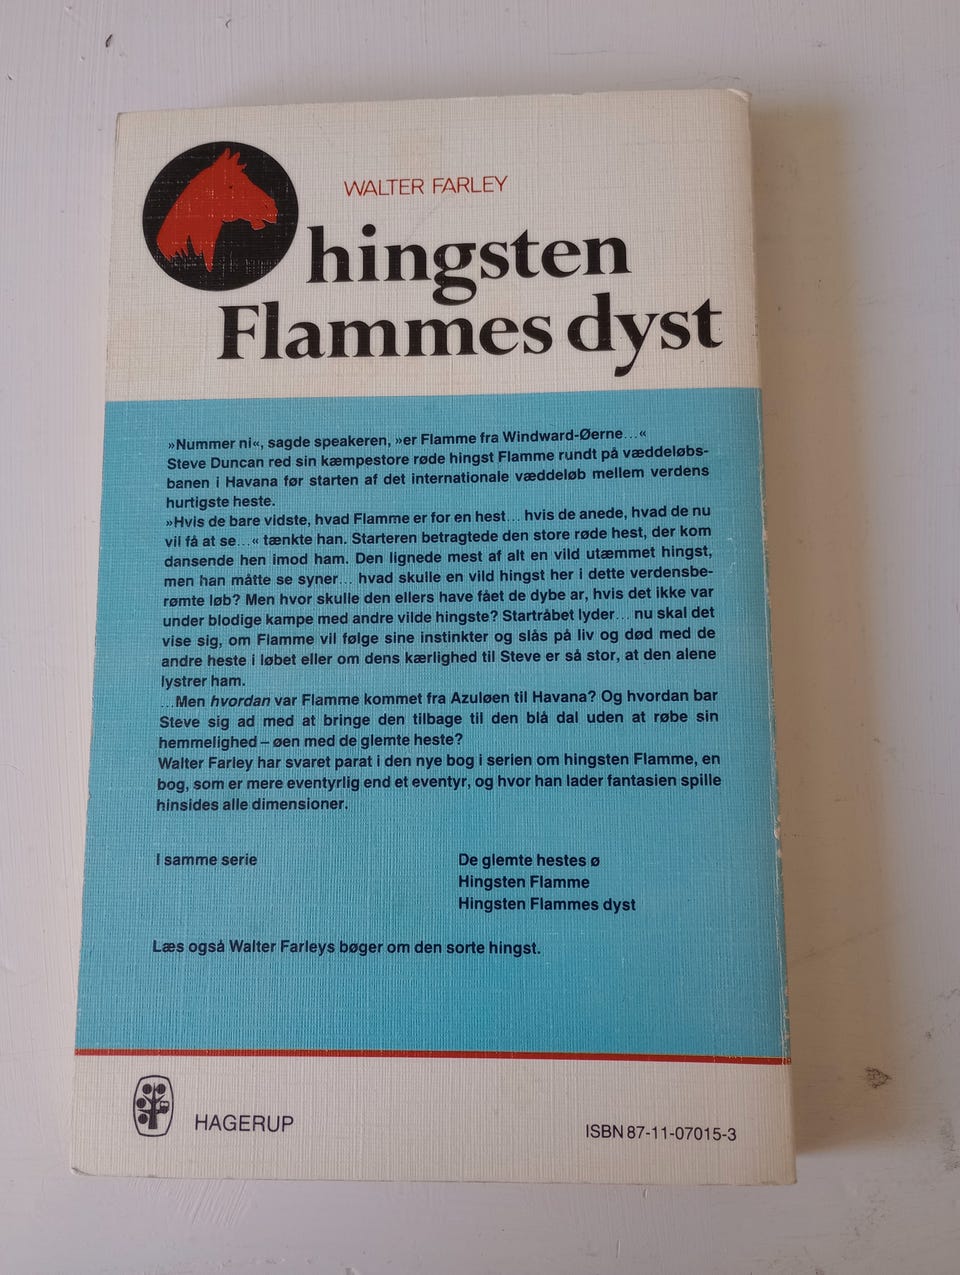 WALTER FARLEY
hingsten
Flammes dyst
»Nummer ni«, sagde speakeren, »er Flamme fra Windward-Øerne...«
Steve Duncan red sin kæmpestore røde hingst Flamme rundt på væddeløbs-
banen i Havana før starten af det internationale væddeløb mellem verdens
hurtigste heste.
»Hvis de bare vidste, hvad Flamme er for en hest... hvis de anede, hvad de nu
vil få at se...« tænkte han. Starteren betragtede den store røde hest, der kom
dansende hen imod ham. Den lignede mest af alt en vild utæmmet hingst,
men han måtte se syner... hvad skulle en vild hingst her i dette verdensbe-
rømte løb? Men hvor skulle den ellers have fået de dybe ar, hvis det ikke var
under blodige kampe med andre vilde hingste? Startråbet lyder... nu skal det
vise sig, om Flamme vil følge sine instinkter og slås på liv og død med de
andre heste i løbet eller om dens kærlighed til Steve er så stor, at den alene
lystrer ham.
...Men hvordan var Flamme kommet fra Azuløen til Havana? Og hvordan bar
Steve sig ad med at bringe den tilbage til den blå dal uden at røbe sin
hemmelighed – øen med de glemte heste?
Walter Farley har svaret parat i den nye bog i serien om hingsten Flamme, en
bog, som er mere eventyrlig end et eventyr, og hvor han lader fantasien spille
hinsides alle dimensioner.
I samme serie De glemte hestes ø
Hingsten Flamme
Hingsten Flammes dyst
Læs også Walter Farleys bøger om den sorte hingst.
HAGERUP ISBN 87-11-07015-3